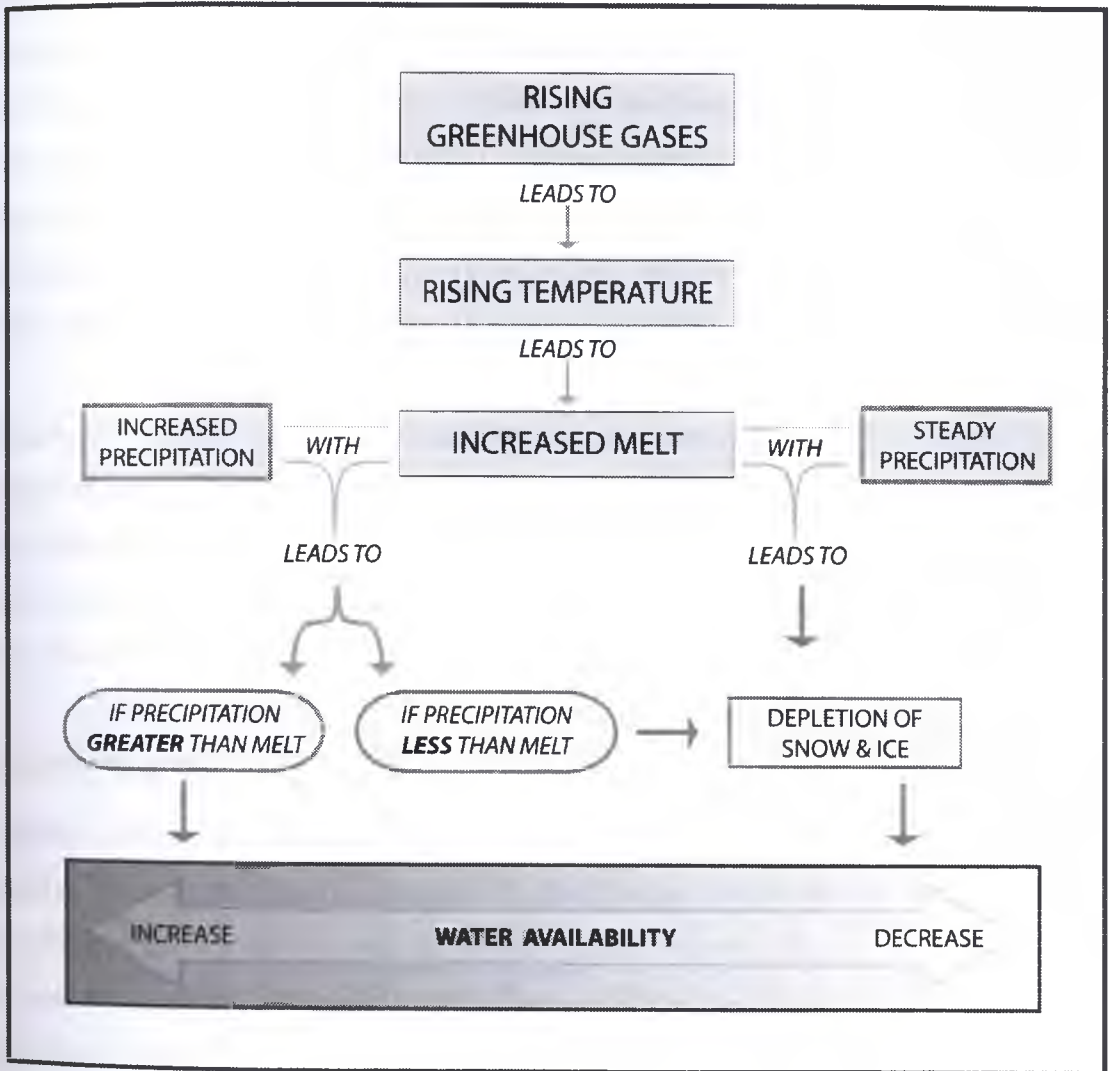 RISING
GREENHOUSE GASES
LEADS TO
RISING TEMPERATURE
LEADS TO
INCREASED
PRECIPITATION
WITH
INCREASED MELT
WITH
STEADY
PRECIPITATION
LEADS TO
LEADS TO
IF PRECIPITATION
GREATER THAN MELT
IF PRECIPITATION
LESS THAN MELT
DEPLETION OF
SNOW & ICE
INCREASE
WATER AVAILABILITY
DECREASE